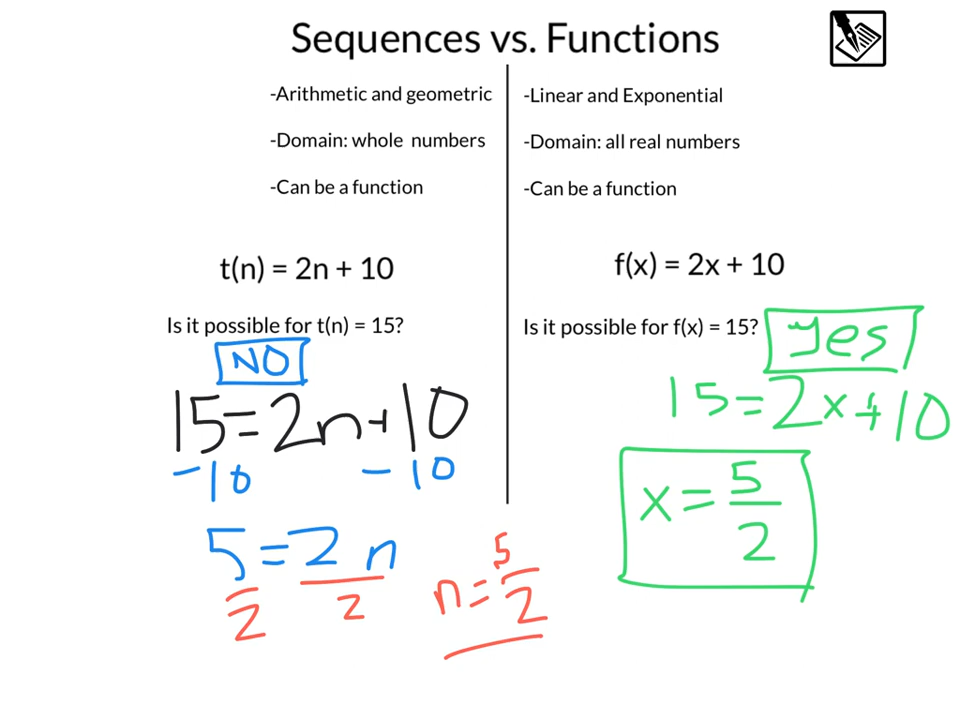 Sequences vs. Functions
-Arithmetic and geometric
-Domain: whole numbers
-Can be a function
t(n) = 2n + 10
Is it possible for t(n) = 15?
NO
15=2n+10
-10 -10
5=2n
2 2
n=5/2
-Linear and Exponential
-Domain: all real numbers
-Can be a function
f(x) = 2x + 10
Is it possible for f(x) = 15?
Yes
15=2x+10
x=5/2